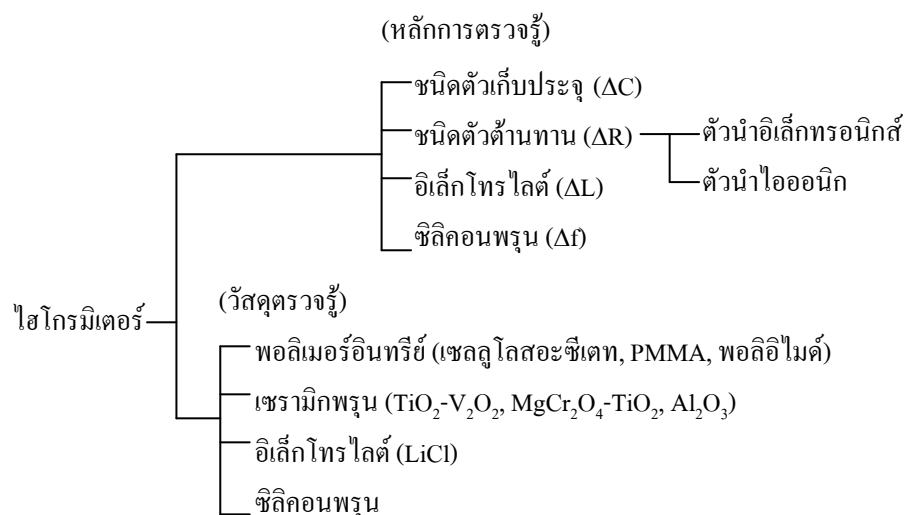 (หลักการตรวจรู้)
ชนิดตัวเก็บประจุ (ΔC)
ชนิดตัวต้านทาน (ΔR) ตัวนำอิเล็กทรอนิกส์
อิเล็กโทรไลต์ (ΔL) ตัวนำไอออนิก
ซิลิคอนพรุน (Δf)
(วัสดุตรวจรู้)
ไฮโกรมิเตอร์
พอลิเมอร์อินทรีย์ (เซลลูโลสอะซีเตท, PMMA, พอลิอิไมด์)
เซรามิกพรุน (TiO₂-V₂O₂, MgCr₂O₄-TiO₂, Al₂O₃)
อิเล็กโทรไลต์ (LiCl)
ซิลิคอนพรุน